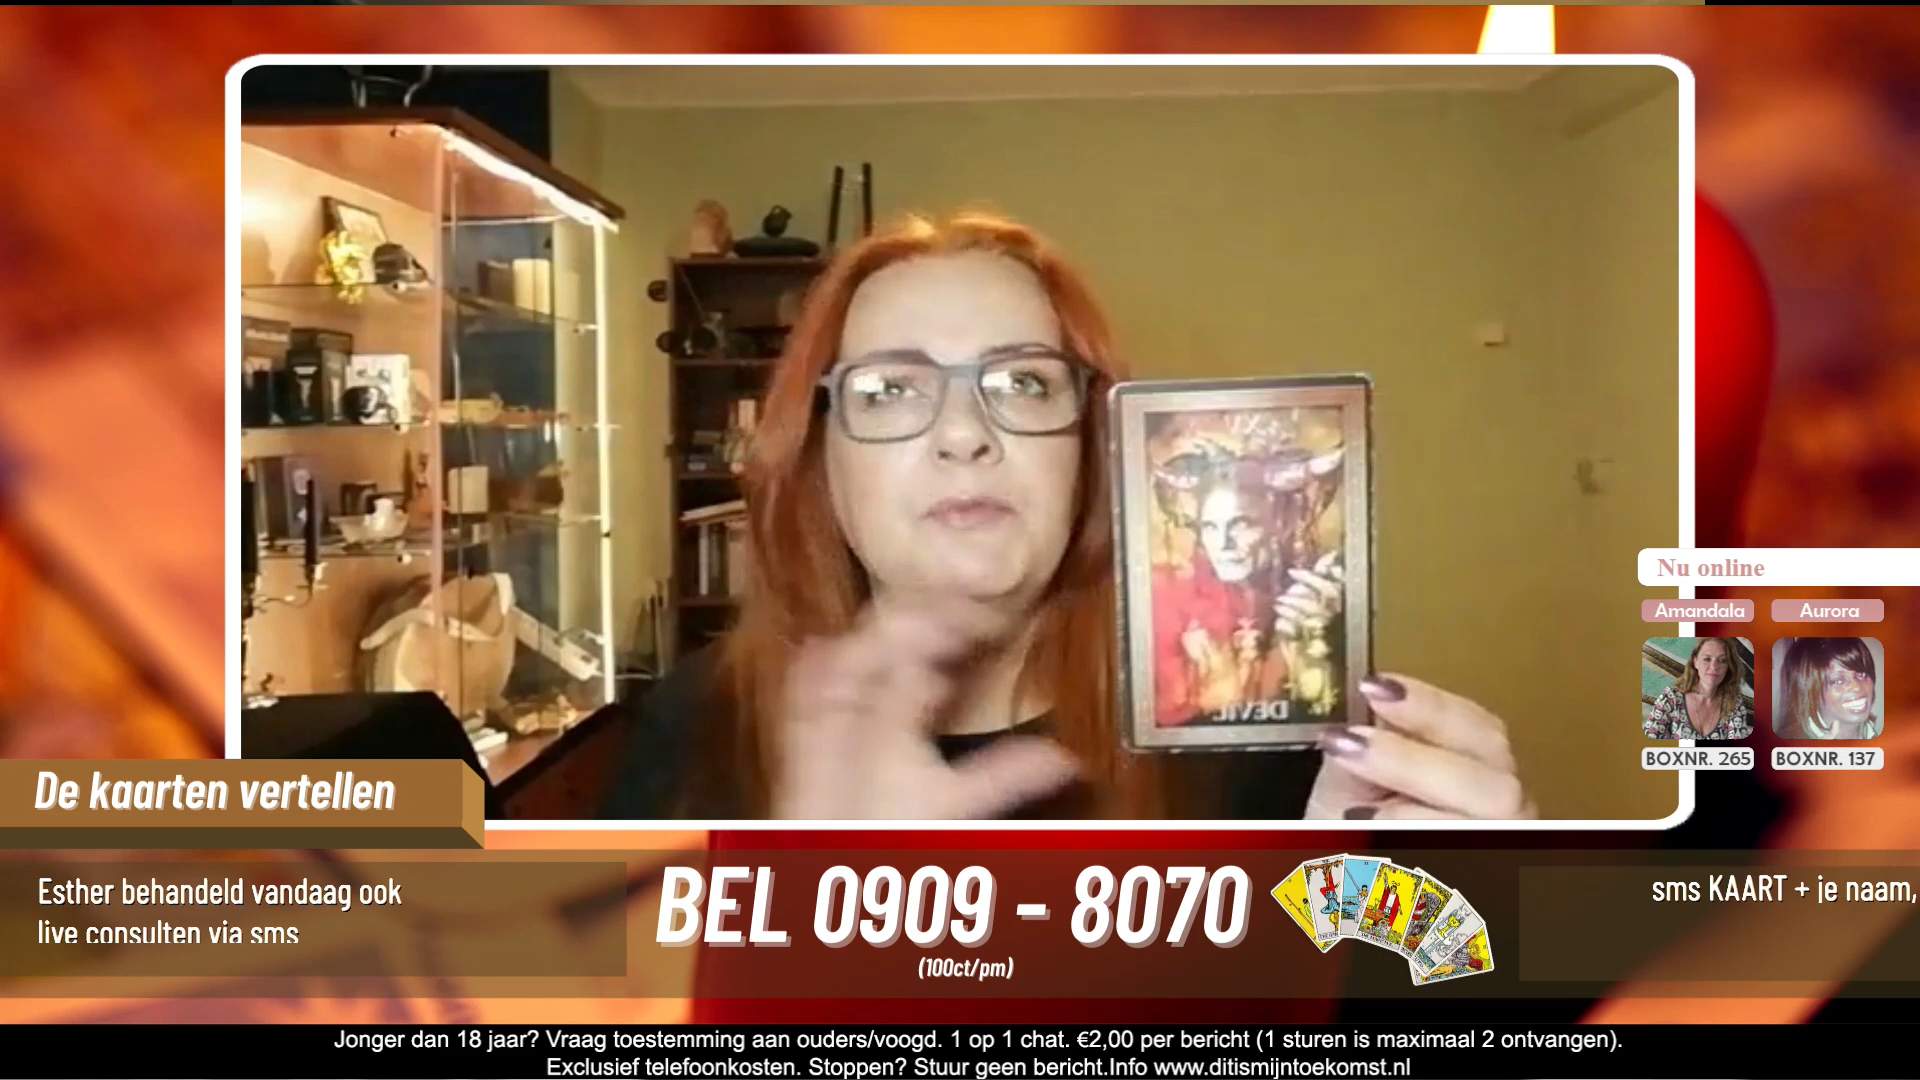 XV
DEVIL
Nu online
Amandala
Aurora
BOXNR. 265
BOXNR. 137
De kaarten vertellen
Esther behandeld vandaag ook
live consulten via sms
BEL 0909 - 8070
(100ct/pm)
sms KAART + je naam,
Jonger dan 18 jaar? Vraag toestemming aan ouders/voogd. 1 op 1 chat. €2,00 per bericht (1 sturen is maximaal 2 ontvangen).
Exclusief telefoonkosten. Stoppen? Stuur geen bericht.Info www.ditismijntoekomst.nl